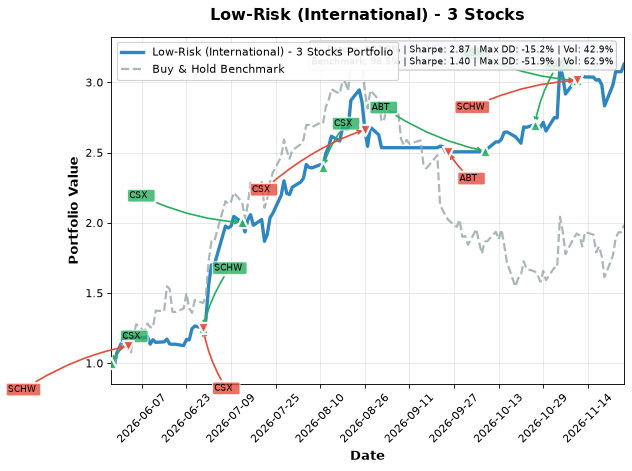 Low-Risk (International) - 3 Stocks
Low-Risk (International) - 3 Stocks Portfolio
Buy & Hold Benchmark
| Sharpe: 2.87 | Max DD: -15.2% | Vol: 42.9%
Benchmark: 98.5% | Sharpe: 1.40 | Max DD: -51.9% | Vol: 62.9%
Portfolio Value
3.0
2.5
2.0
1.5
1.0
ABT
SCHW
CSX
CSX
ABT
CSX
SCHW
CSX
SCHW
CSX
2026-06-07
2026-06-23
2026-07-09
2026-07-25
2026-08-10
2026-08-26
2026-09-11
2026-09-27
2026-10-13
2026-10-29
2026-11-14
Date